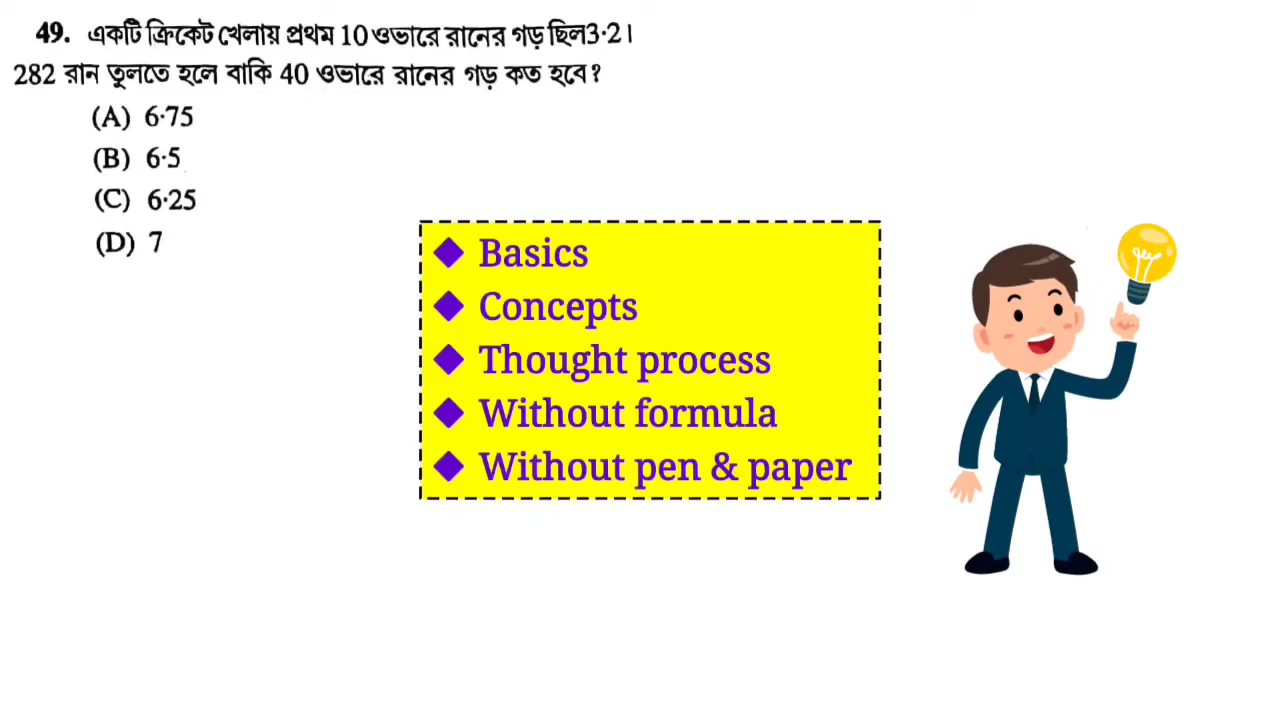 49. একটি ক্রিকেট খেলায় প্রথম 10 ওভারে রানের গড় ছিল3·2।
282 রান তুলতে হলে বাকি 40 ওভারে রানের গড় কত হবে?
(A) 6·75
(B) 6·5
(C) 6·25
(D) 7
Basics
Concepts
Thought process
Without formula
Without pen & paper